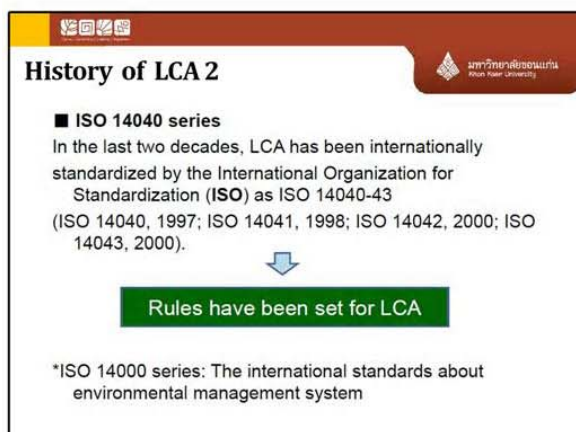 History of LCA 2
มหาวิทยาลัยขอนแก่น
Khon Kaen University
■ ISO 14040 series
In the last two decades, LCA has been internationally
standardized by the International Organization for
Standardization (ISO) as ISO 14040-43
(ISO 14040, 1997; ISO 14041, 1998; ISO 14042, 2000; ISO
14043, 2000).
Rules have been set for LCA
*ISO 14000 series: The international standards about
environmental management system